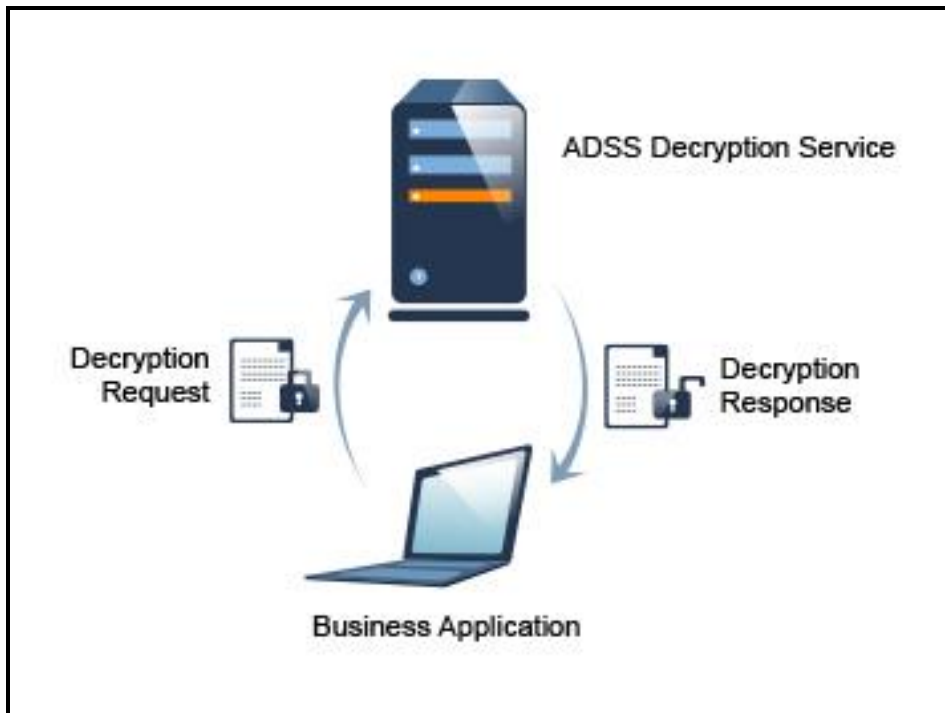 ADSS Decryption Service
Decryption
Request
Decryption
Response
Business Application